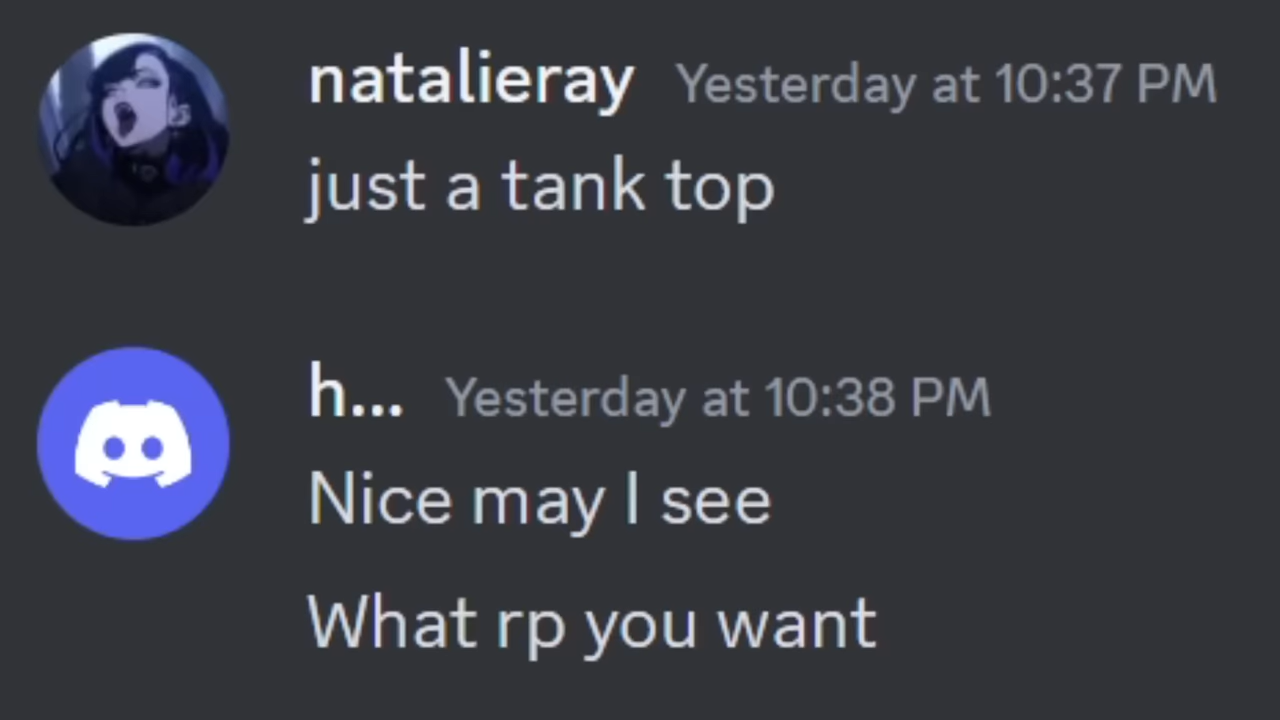 natalieray Yesterday at 10:37 PM
just a tank top
h... Yesterday at 10:38 PM
Nice may I see
What rp you want